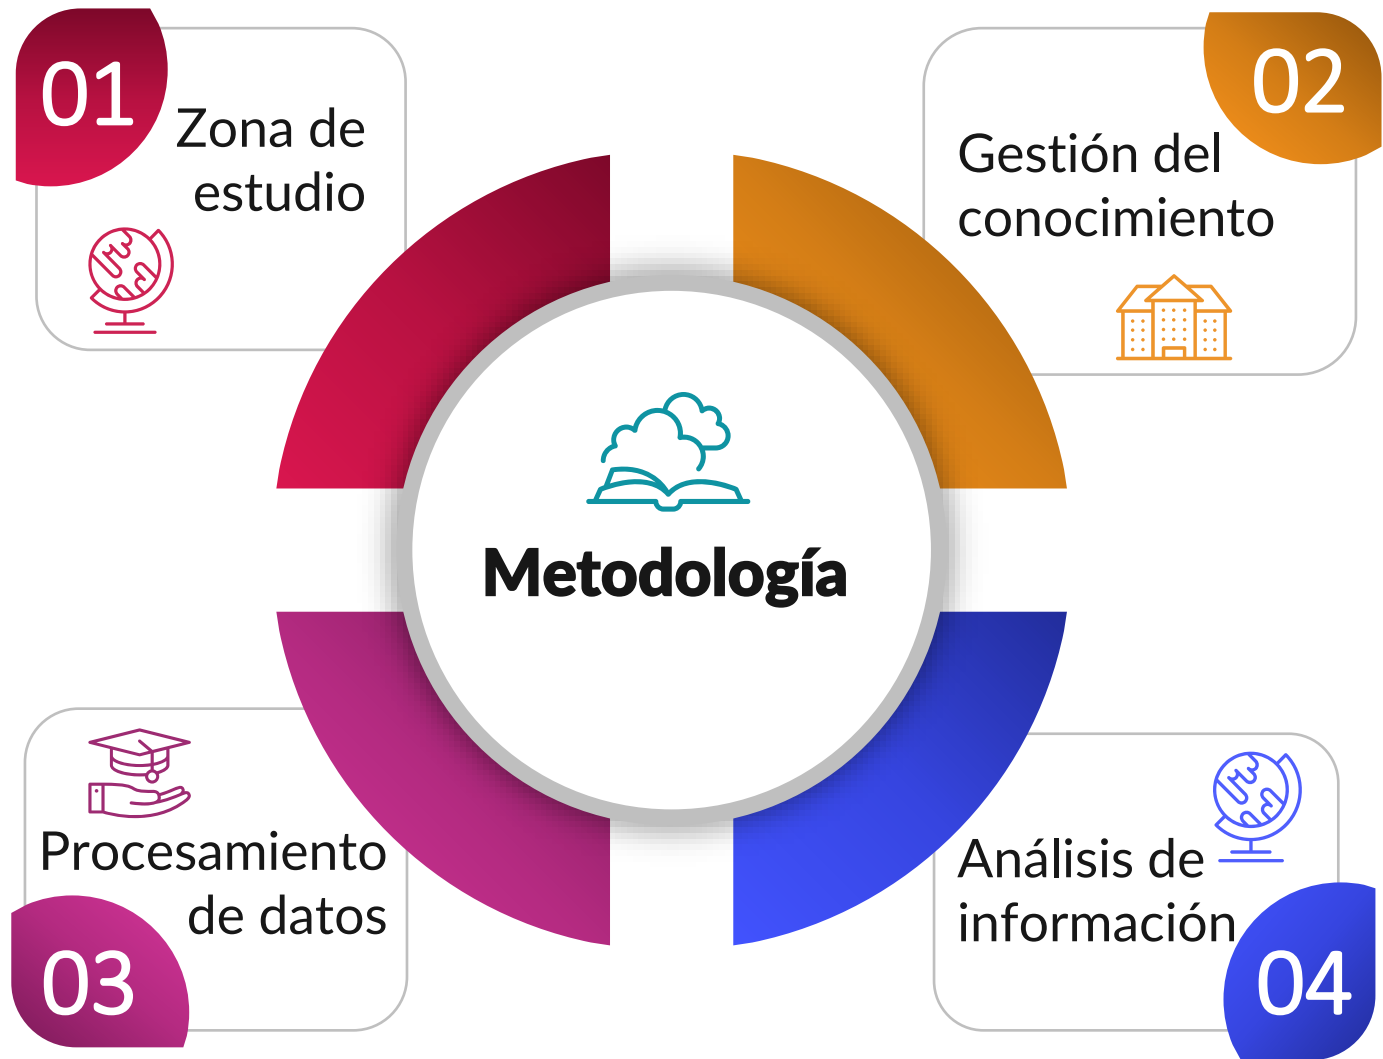 01
Zona de
estudio
02
Gestión del
conocimiento
Metodología
Procesamiento
de datos
03
Análisis de
información
04